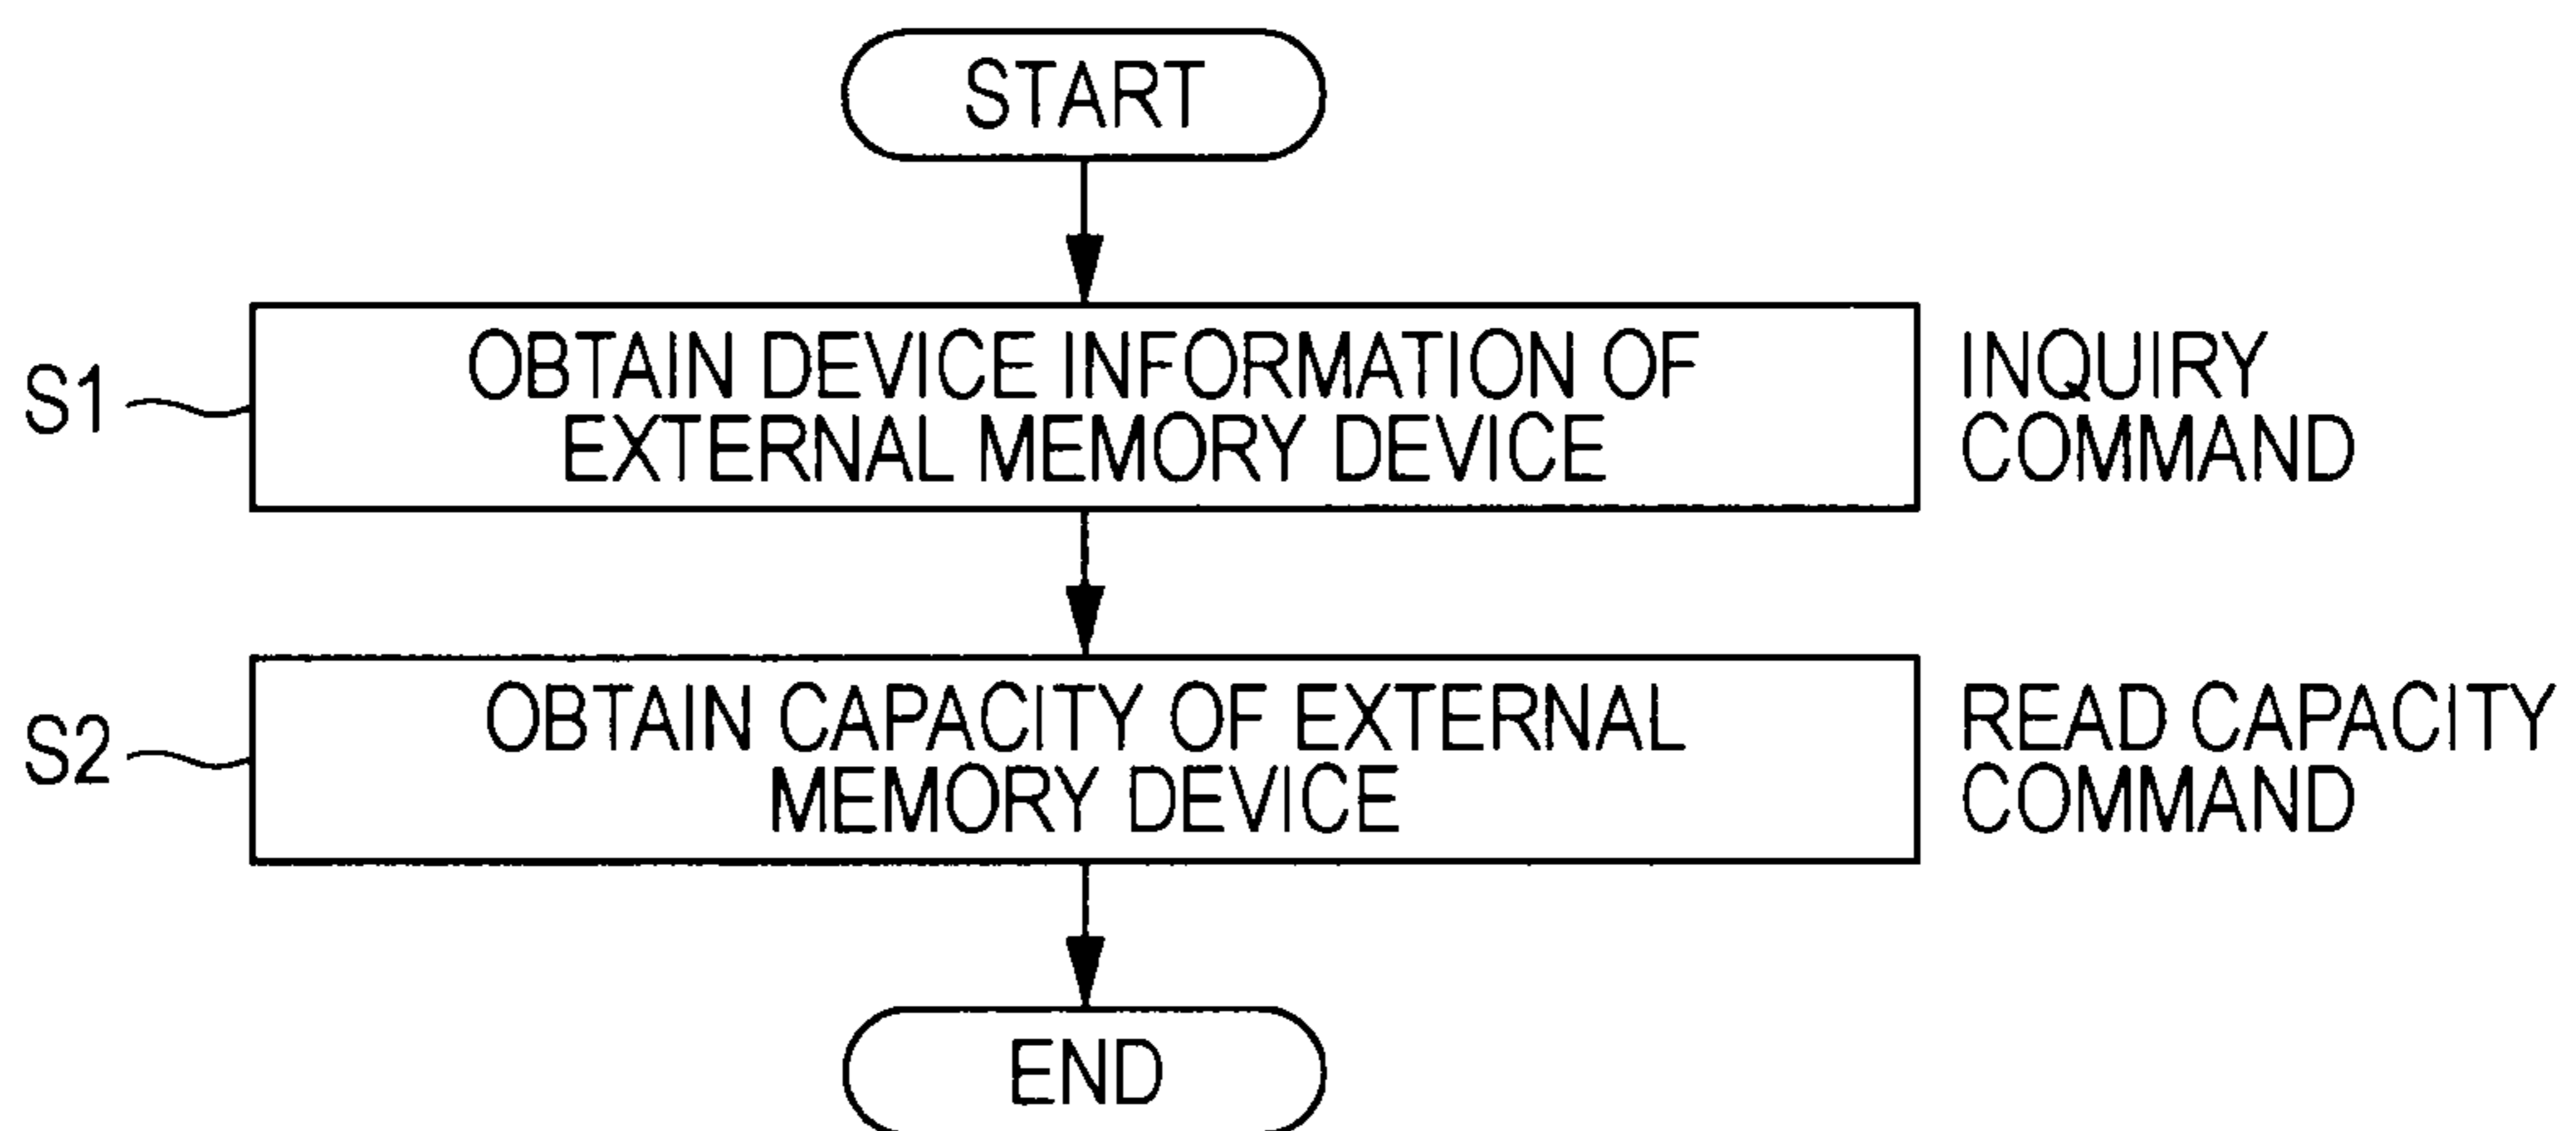 START
S1
OBTAIN DEVICE INFORMATION OF
EXTERNAL MEMORY DEVICE
INQUIRY
COMMAND
S2
OBTAIN CAPACITY OF EXTERNAL
MEMORY DEVICE
READ CAPACITY
COMMAND
END